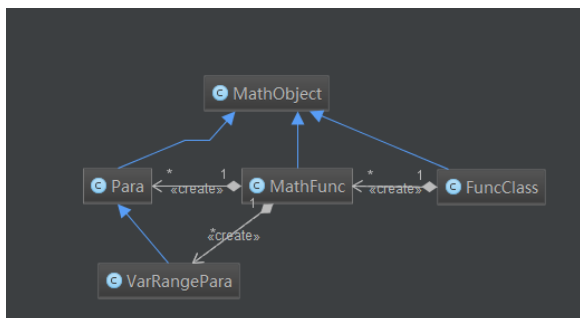 C MathObject
* 1 * 1
C Para C MathFunc C FuncClass
«create» «create»
1
*
«create»
C VarRangePara